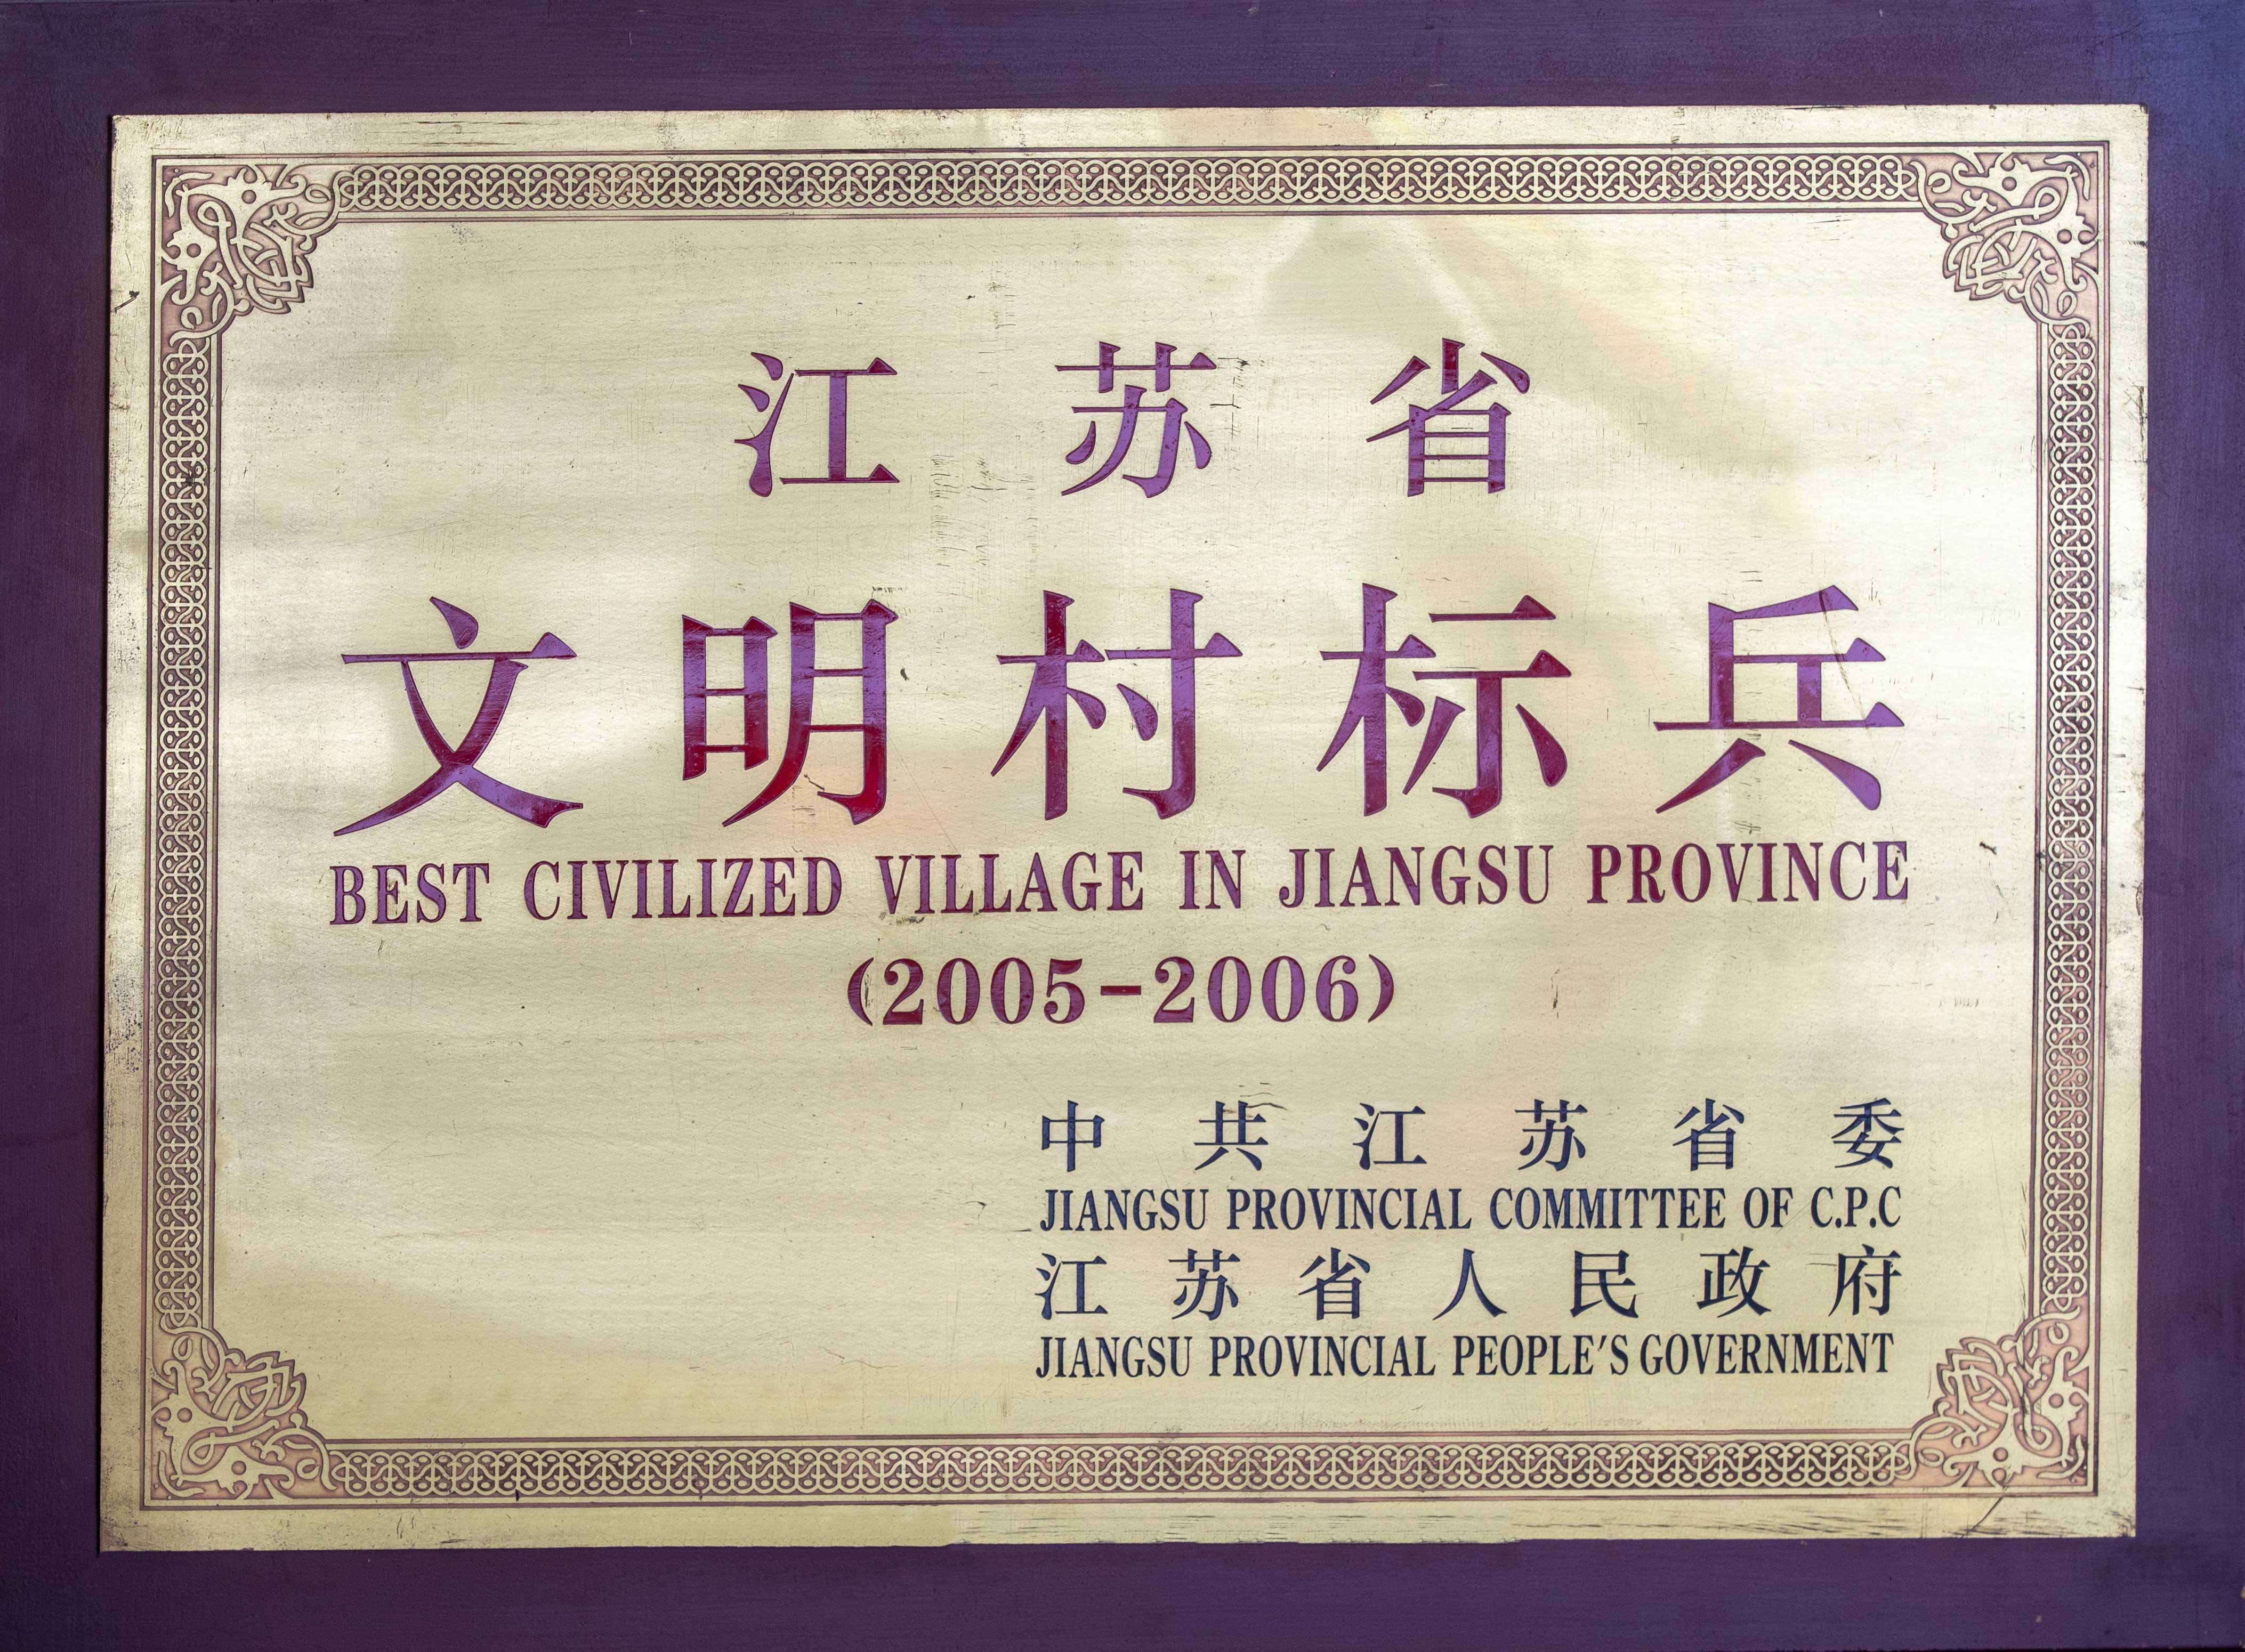 江苏省
文明村标兵
BEST CIVILIZED VILLAGE IN JIANGSU PROVINCE
(2005-2006)
中共江苏省委
JIANGSU PROVINCIAL COMMITTEE OF C.P.C
江苏省人民政府
JIANGSU PROVINCIAL PEOPLE'S GOVERNMENT